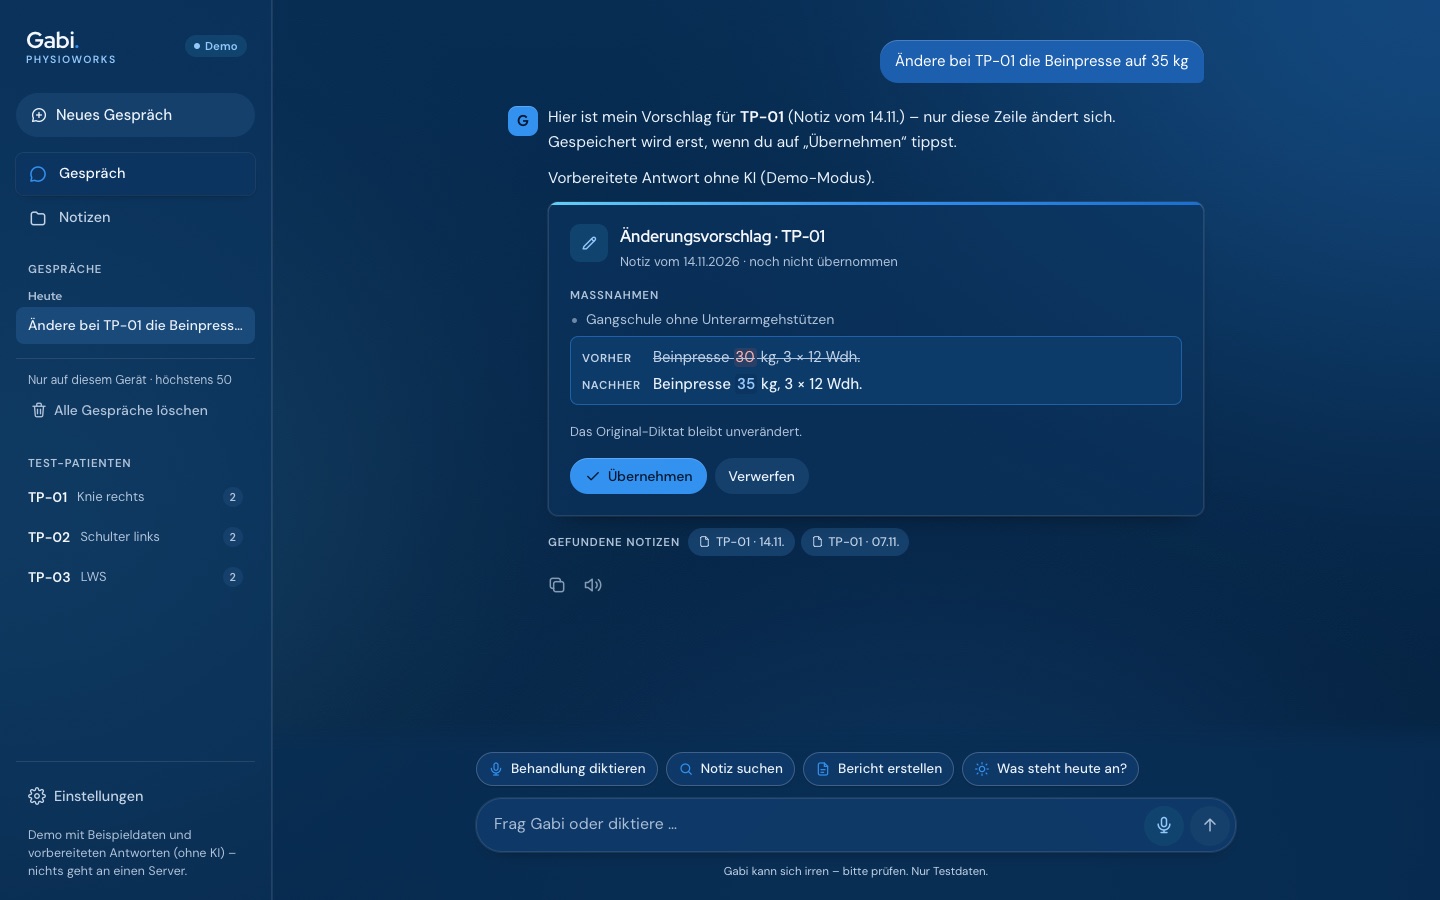 Gabi.
PHYSIOWORKS
Demo
Neues Gespräch
Gespräch
Notizen
GESPRÄCHE
Heute
Ändere bei TP-01 die Beinpress...
Nur auf diesem Gerät · höchstens 50
Alle Gespräche löschen
TEST-PATIENTEN
TP-01 Knie rechts 2
TP-02 Schulter links 2
TP-03 LWS 2
Einstellungen
Demo mit Beispieldaten und
vorbereiteten Antworten (ohne KI) –
nichts geht an einen Server.
Ändere bei TP-01 die Beinpresse auf 35 kg
G
Hier ist mein Vorschlag für TP-01 (Notiz vom 14.11.) – nur diese Zeile ändert sich.
Gespeichert wird erst, wenn du auf „Übernehmen“ tippst.
Vorbereitete Antwort ohne KI (Demo-Modus).
Änderungsvorschlag · TP-01
Notiz vom 14.11.2026 · noch nicht übernommen
MASSNAHMEN
• Gangschule ohne Unterarmgehstützen
VORHER Beinpresse 30 kg, 3 × 12 Wdh.
NACHHER Beinpresse 35 kg, 3 × 12 Wdh.
Das Original-Diktat bleibt unverändert.
Übernehmen Verwerfen
GEFUNDENE NOTIZEN TP-01 · 14.11. TP-01 · 07.11.
Behandlung diktieren Notiz suchen Bericht erstellen Was steht heute an?
Frag Gabi oder diktiere ...
Gabi kann sich irren – bitte prüfen. Nur Testdaten.